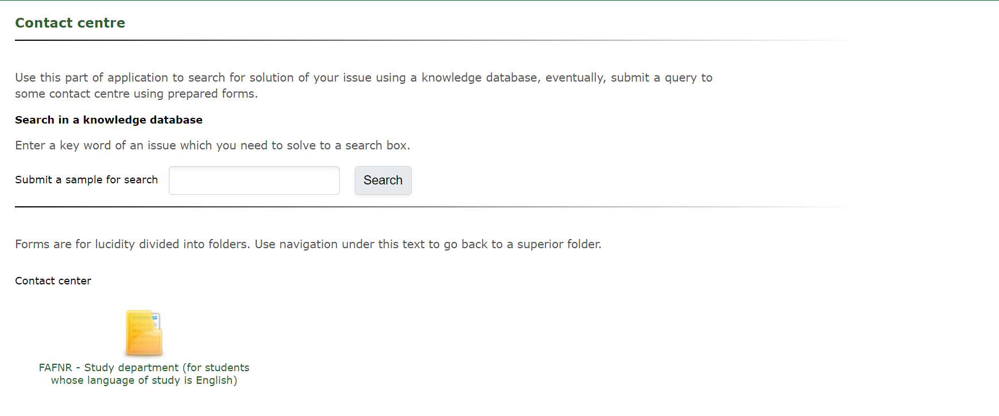 Contact centre
Use this part of application to search for solution of your issue using a knowledge database, eventually, submit a query to
some contact centre using prepared forms.
Search in a knowledge database
Enter a key word of an issue which you need to solve to a search box.
Submit a sample for search
Search
Forms are for lucidity divided into folders. Use navigation under this text to go back to a superior folder.
Contact center
FAFNR - Study department (for students
whose language of study is English)